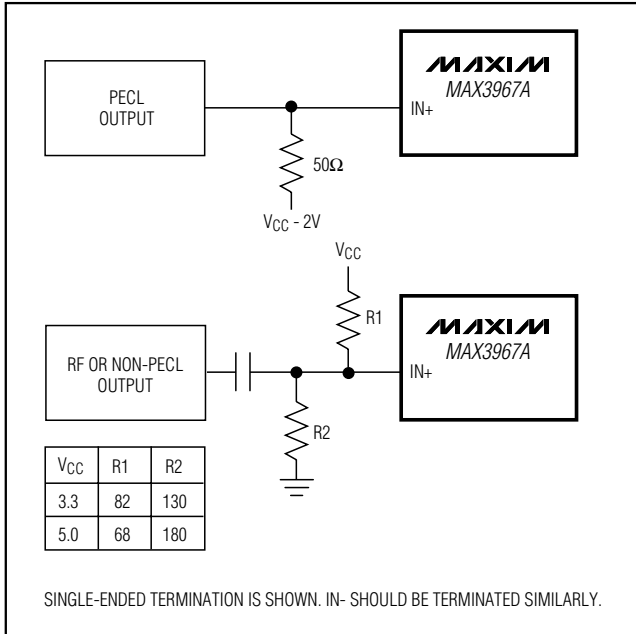 PECL
OUTPUT
MAXIM
MAX3967A
IN+
50Ω
VCC - 2V
VCC
R1
RF OR NON-PECL
OUTPUT
MAXIM
MAX3967A
IN+
R2
VCC R1 R2
3.3 82 130
5.0 68 180
SINGLE-ENDED TERMINATION IS SHOWN. IN- SHOULD BE TERMINATED SIMILARLY.